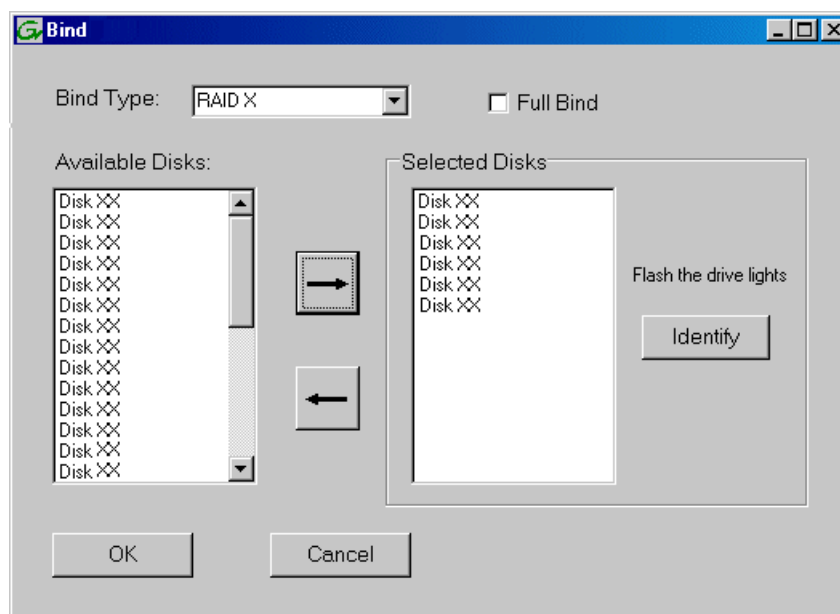 Bind
Bind Type: RAID X Full Bind
Available Disks:
Disk XX
Disk XX
Disk XX
Disk XX
Disk XX
Disk XX
Disk XX
Disk XX
Disk XX
Disk XX
Disk XX
Disk XX
Disk XX
Disk XX
Selected Disks
Disk XX
Disk XX
Disk XX
Disk XX
Disk XX
Disk XX
Flash the drive lights
Identify
OK Cancel